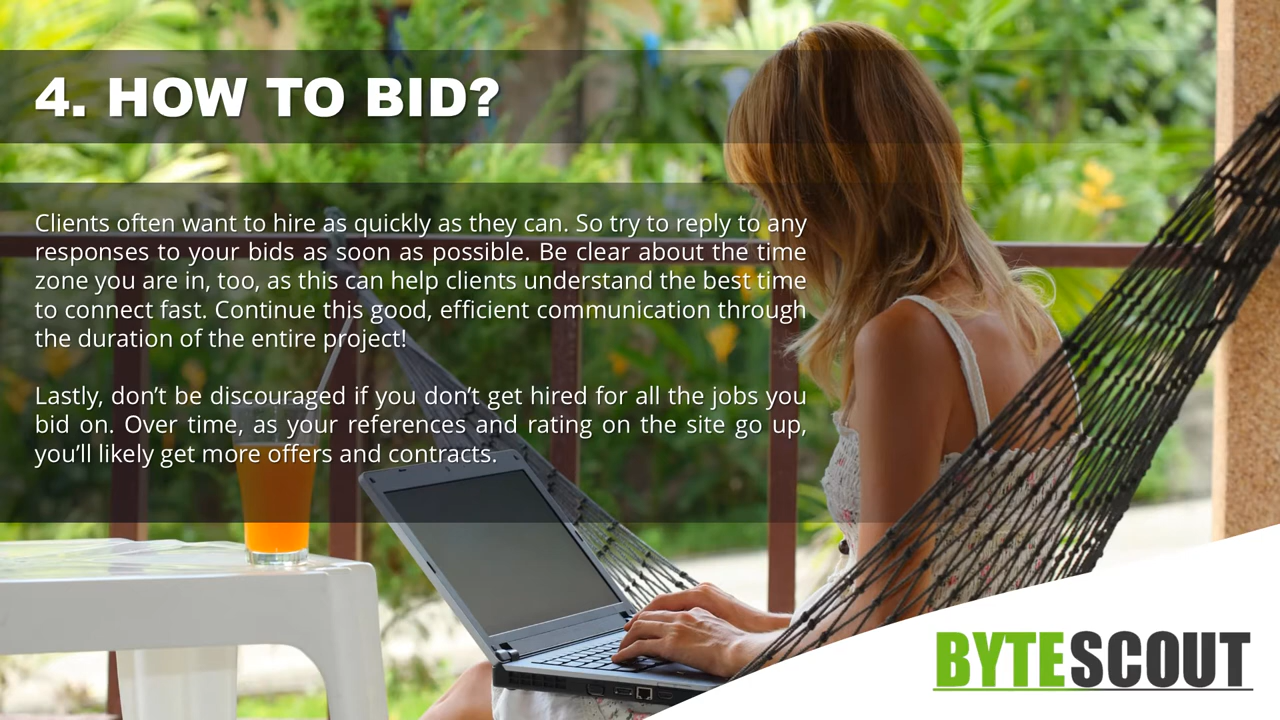 4. HOW TO BID?
Clients often want to hire as quickly as they can. So try to reply to any
responses to your bids as soon as possible. Be clear about the time
zone you are in, too, as this can help clients understand the best time
to connect fast. Continue this good, efficient communication through
the duration of the entire project!
Lastly, don’t be discouraged if you don’t get hired for all the jobs you
bid on. Over time, as your references and rating on the site go up,
you’ll likely get more offers and contracts.
BYTESCOUT